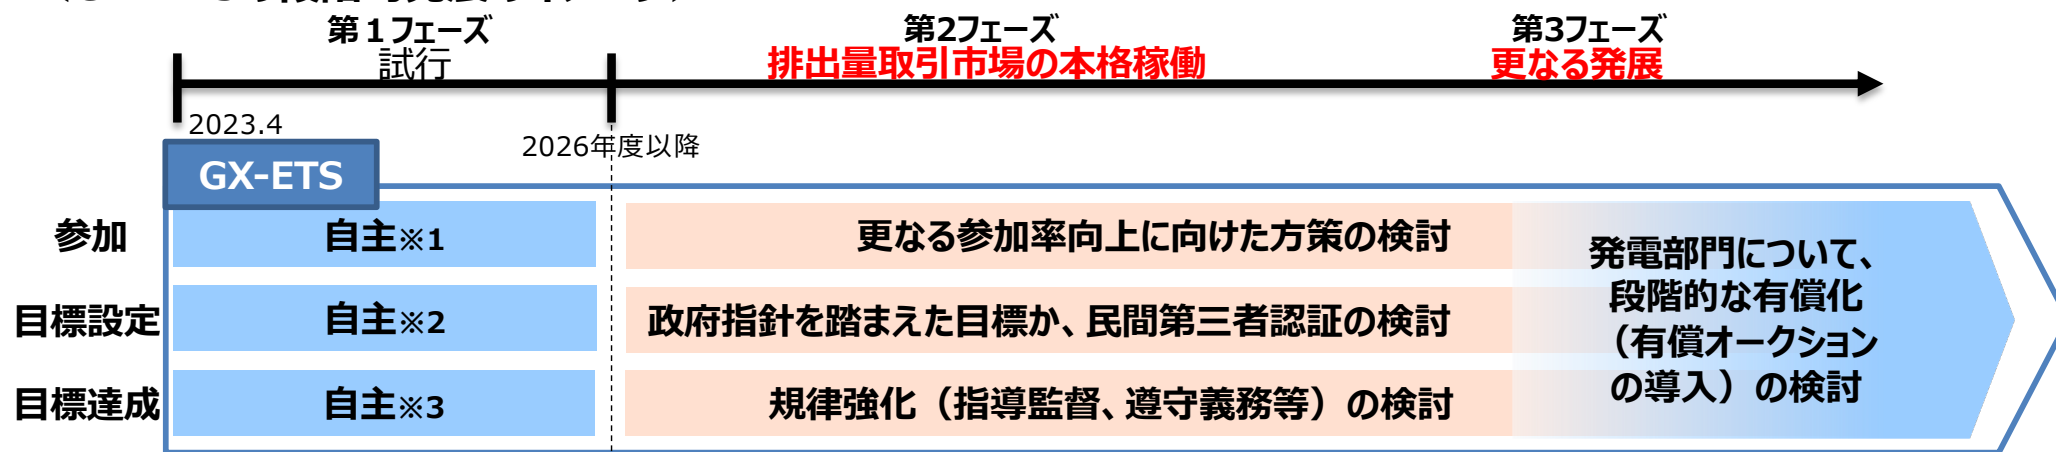 第１フェーズ
試行
第2フェーズ
排出量取引市場の本格稼働
第3フェーズ
更なる発展
2023.4
2026年度以降
GX-ETS
参加
自主※1
更なる参加率向上に向けた方策の検討
目標設定
自主※2
政府指針を踏まえた目標か、民間第三者認証の検討
目標達成
自主※3
規律強化（指導監督、遵守義務等）の検討
発電部門について、
段階的な有償化
（有償オークション
の導入）の検討